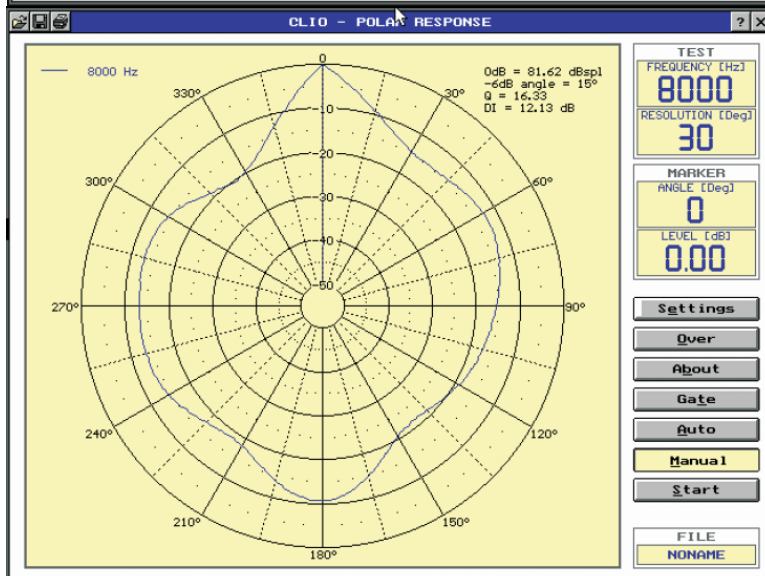 CLIO - POLAR RESPONSE
? ×
8000 Hz
0dB = 81.62 dBspl
-6dB angle = 15°
Q = 16.33
DI = 12.13 dB
0
30°
60°
90°
120°
150°
180°
210°
240°
270°
300°
330°
-10
-20
-30
-40
-50
TEST
FREQUENCY [Hz]
8000
RESOLUTION [Deg]
30
MARKER
ANGLE [Deg]
0
LEVEL [dB]
0.00
Settings
Over
About
Gate
Auto
Manual
Start
FILE
NONAME